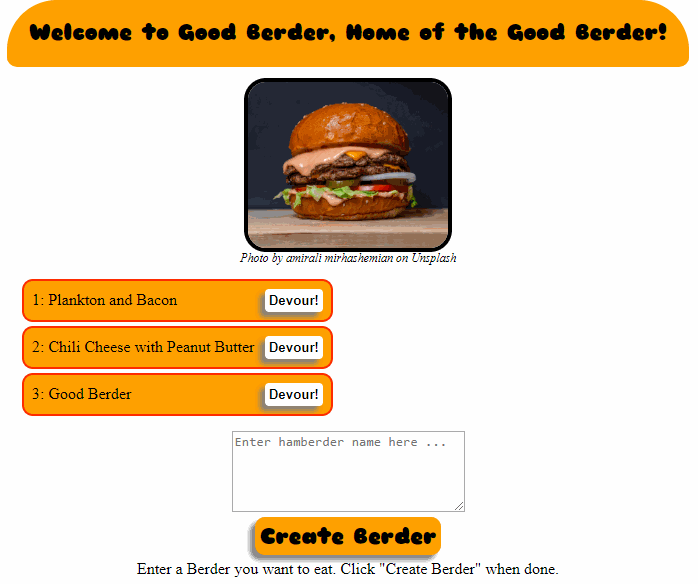 Welcome to Good Berder, Home of the Good Berder!
Photo by amirali mirhashemian on Unsplash
1: Plankton and Bacon Devour!
2: Chili Cheese with Peanut Butter Devour!
3: Good Berder Devour!
Enter hamberder name here ...
Create Berder
Enter a Berder you want to eat. Click "Create Berder" when done.